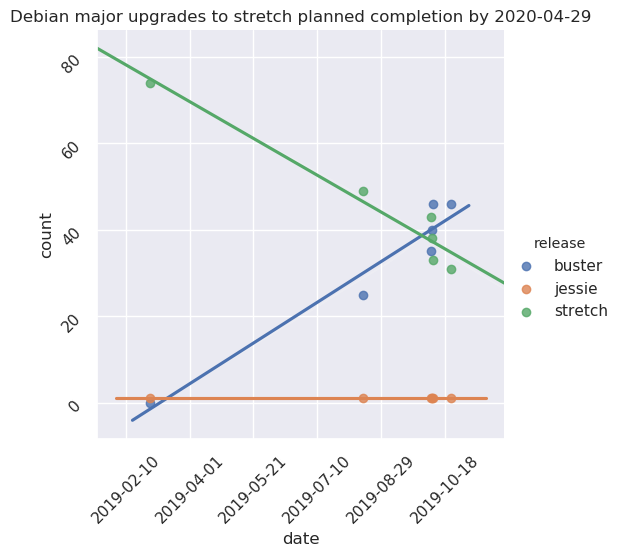 Debian major upgrades to stretch planned completion by 2020-04-29
80
60
40
20
0
count
2019-02-10
2019-04-01
2019-05-21
2019-07-10
2019-08-29
2019-10-18
date
release
buster
jessie
stretch